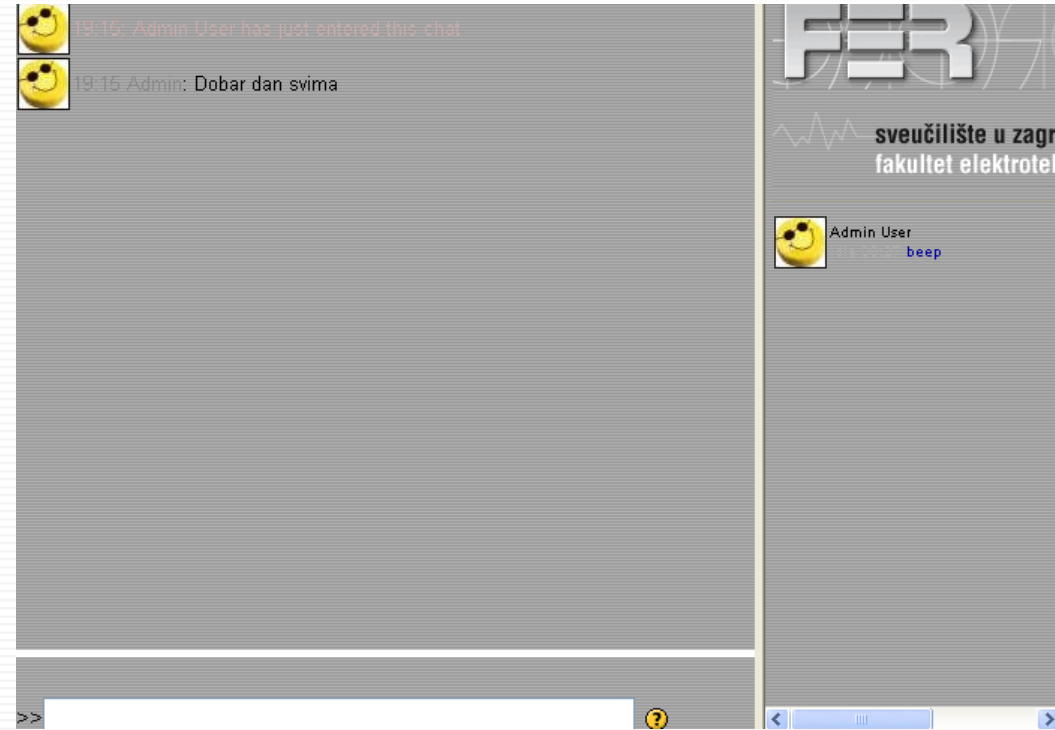 19:15: Admin User has just entered this chat
19:15 Admin: Dobar dan svima
>>
?
FER
sveučilište u zagr
fakultet elektrotel
Admin User
beep